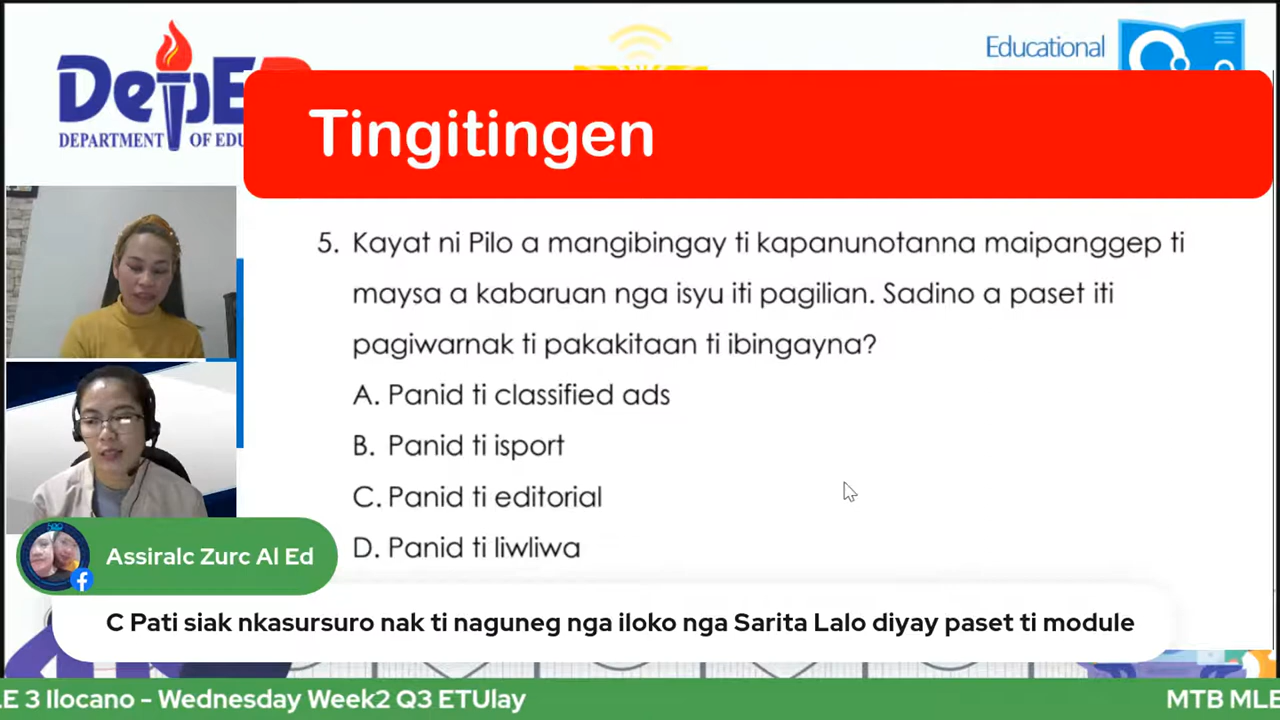 DepED
DEPARTMENT OF EDU
Educational
Tingitingen
5. Kayat ni Pilo a mangibingay ti kapanunotanna maipanggep ti
maysa a kabaruan nga isyu iti pagilian. Sadino a paset iti
pagiwarnak ti pakakitaan ti ibingayna?
A. Panid ti classified ads
B. Panid ti isport
C. Panid ti editorial
D. Panid ti liwliwa
Assiralc Zurc Al Ed
C Pati siak nkasursuro nak ti naguneg nga iloko nga Sarita Lalo diyay paset ti module
LE 3 Ilocano - Wednesday Week2 Q3 ETUlay
MTB MLE